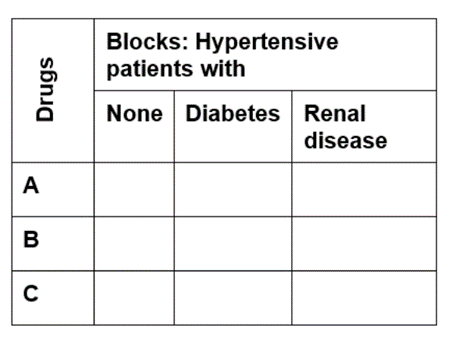 Drugs
Blocks: Hypertensive
patients with
None
Diabetes
Renal
disease
A
B
C